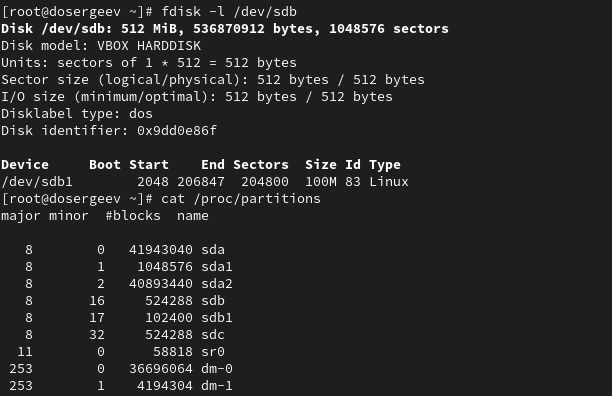 [root@dosergeev ~]# fdisk -l /dev/sdb
Disk /dev/sdb: 512 MiB, 536870912 bytes, 1048576 sectors
Disk model: VBOX HARDDISK
Units: sectors of 1 * 512 = 512 bytes
Sector size (logical/physical): 512 bytes / 512 bytes
I/O size (minimum/optimal): 512 bytes / 512 bytes
Disklabel type: dos
Disk identifier: 0x9dd0e86f

Device     Boot Start    End Sectors  Size Id Type
/dev/sdb1        2048 206847  204800  100M 83 Linux
[root@dosergeev ~]# cat /proc/partitions
major minor  #blocks  name

   8        0   41943040 sda
   8        1    1048576 sda1
   8        2   40893440 sda2
   8       16     524288 sdb
   8       17     102400 sdb1
   8       32     524288 sdc
  11        0      58818 sr0
 253        0   36696064 dm-0
 253        1    4194304 dm-1